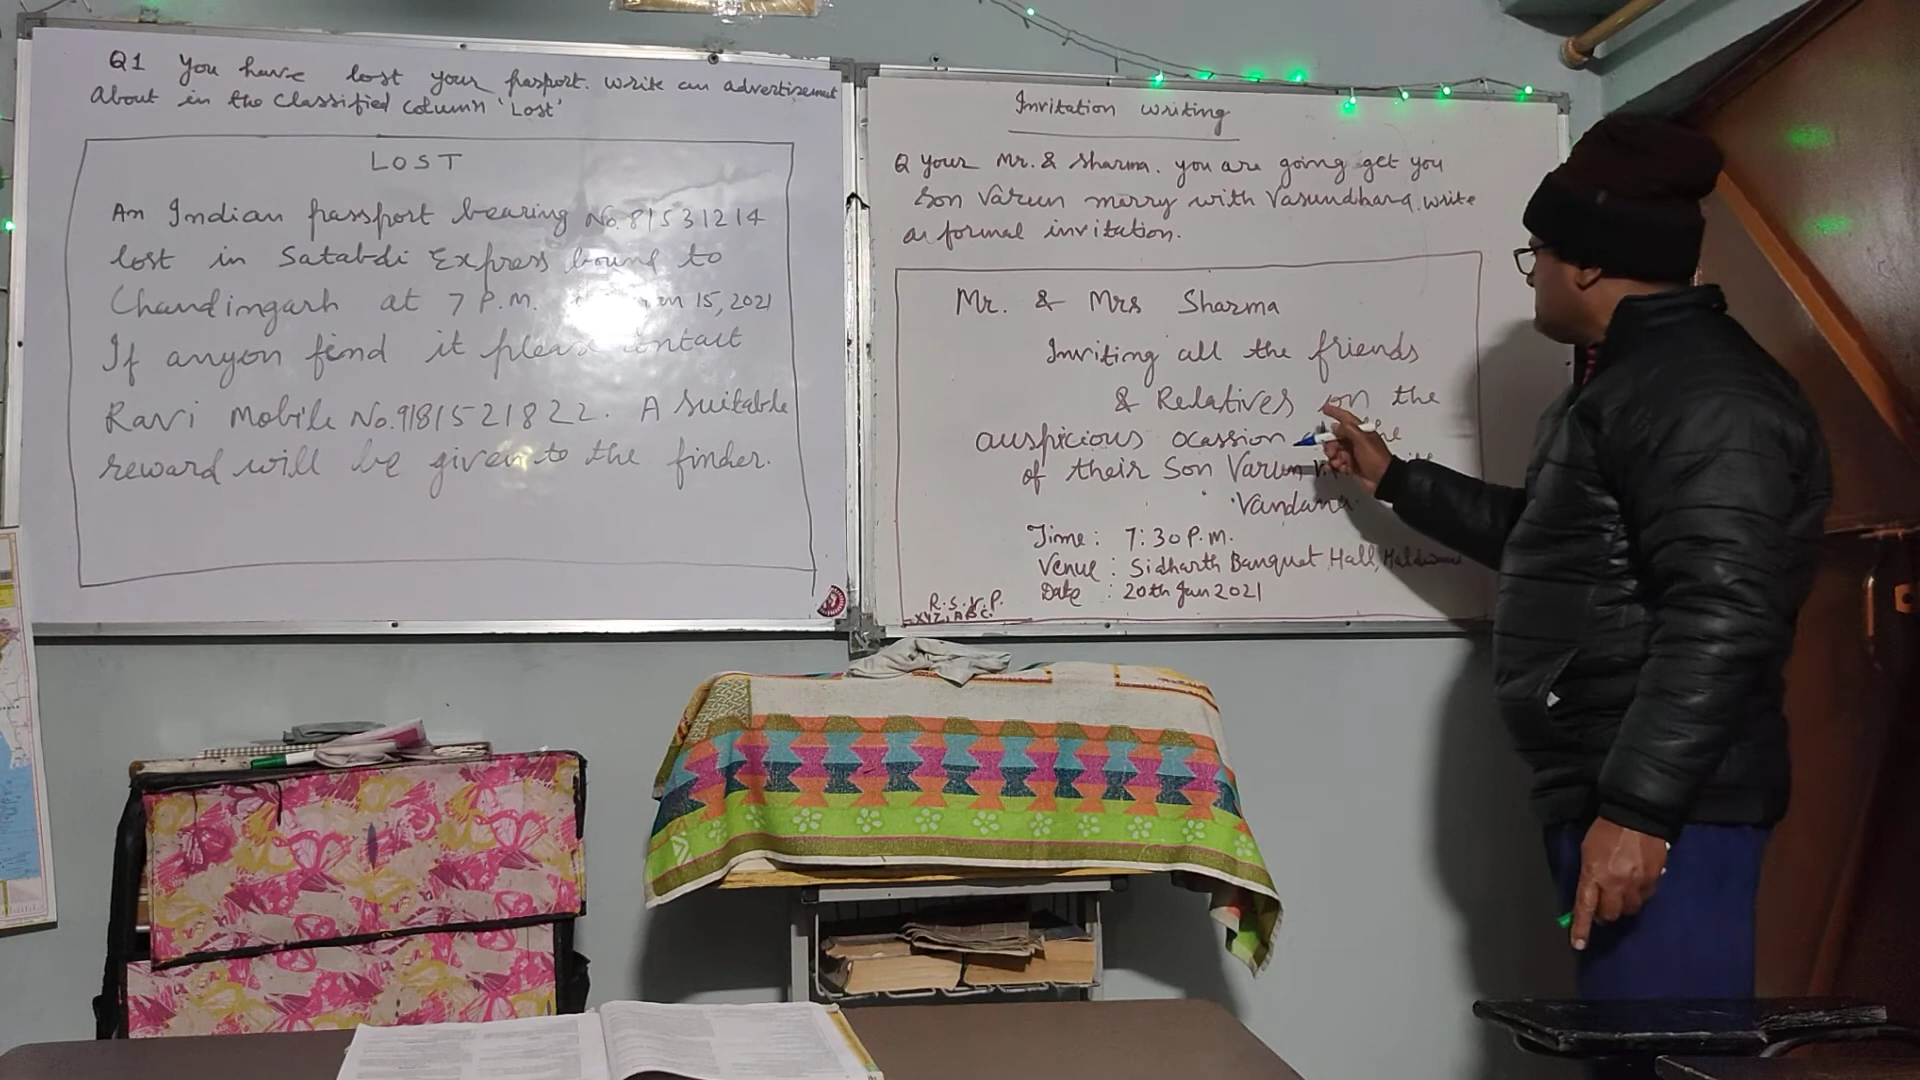 Q1 You have lost your pasport. write an advertisement
About in the Classified column 'Lost'
LOST
An Indian passport bearing No. 81531214
lost in Satabdi Express bound to
Chandingarh at 7 P.M. 15, 2021
If anyon find it please contact
Ravi Mobile No. 9181521822. A suitable
reward will be given to the finder.
Invitation writing
Q Your Mr. & Sharma. you are going get you
Son Varun marry with Vasundhara. write
a formal invitation.
Mr. & Mrs Sharma
Inviting all the friends
& Relatives on the
auspicious ocassion
of their Son Varun
Vandana
Time : 7:30 P.M.
Venue : Sidharth Banquet Hall,
Date : 20th Jan 2021
R.S.V.P.
XYZ, ABC.